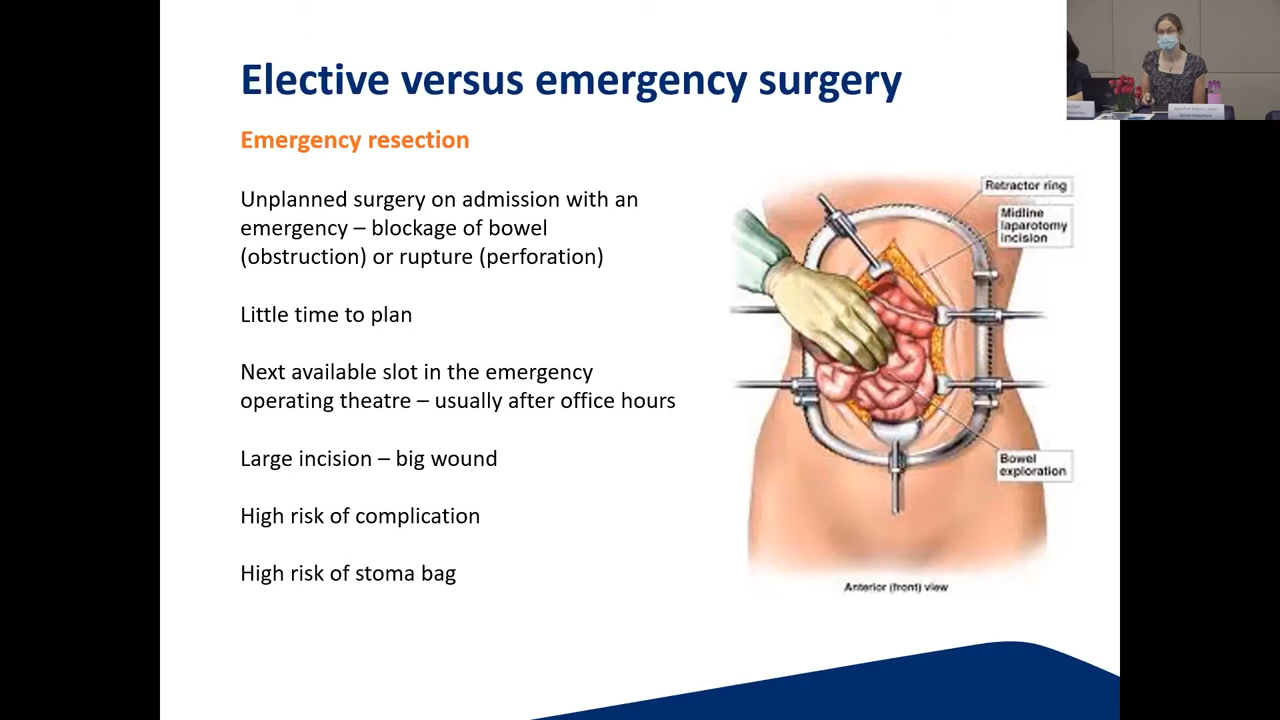 Elective versus emergency surgery
Emergency resection
Unplanned surgery on admission with an
emergency – blockage of bowel
(obstruction) or rupture (perforation)
Little time to plan
Next available slot in the emergency
operating theatre – usually after office hours
Large incision – big wound
High risk of complication
High risk of stoma bag
Retractor ring
Midline
laparotomy
incision
Bowel
exploration
Anterior (front) view